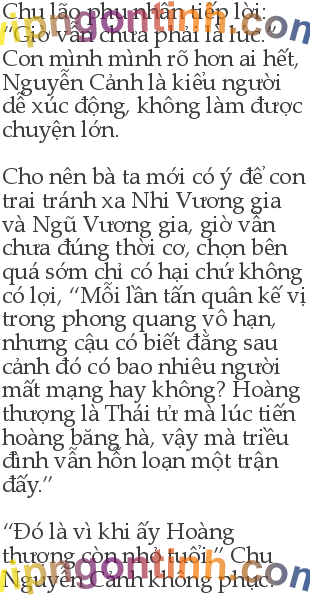 Chu lão phu nhân tiếp lời:
“Giờ vẫn chưa phải là lúc.”
Con mình mình rõ hơn ai hết,
Nguyễn Cảnh là kiểu người
dễ xúc động, không làm được
chuyện lớn.
Cho nên bà ta mới có ý để con
trai tránh xa Nhi Vương gia
và Ngũ Vương gia, giờ vẫn
chưa đúng thời cơ, chọn bên
quá sớm chỉ có hại chứ không
có lợi, “Mỗi lần tấn quân kế vị
trong phong quang vô hạn,
nhưng cậu có biết đằng sau
cảnh đó có bao nhiêu người
mất mạng hay không? Hoàng
thượng là Thái tử mà lúc tiến
hoàng băng hà, vậy mà triều
đình vẫn hỗn loạn một trận
đấy.”
“Đó là vì khi ấy Hoàng
thượng còn nhỏ tuổi.” Chu
Nguyễn Cảnh không phục.